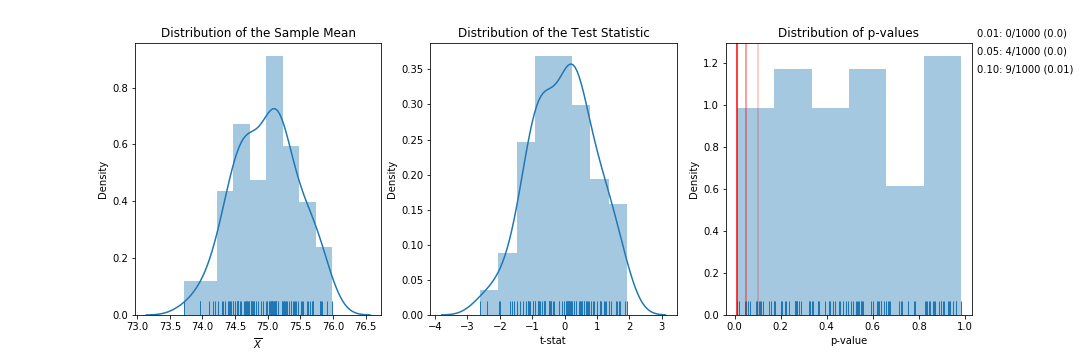 Distribution of the Sample Mean
Density
0.8
0.6
0.4
0.2
0.0
73.0 73.5 74.0 74.5 75.0 75.5 76.0 76.5
X
Distribution of the Test Statistic
Density
0.35
0.30
0.25
0.20
0.15
0.10
0.05
0.00
−4 −3 −2 −1 0 1 2 3
t-stat
Distribution of p-values
Density
1.2
1.0
0.8
0.6
0.4
0.2
0.0
0.0 0.2 0.4 0.6 0.8 1.0
p-value
0.01: 0/1000 (0.0)
0.05: 4/1000 (0.0)
0.10: 9/1000 (0.01)